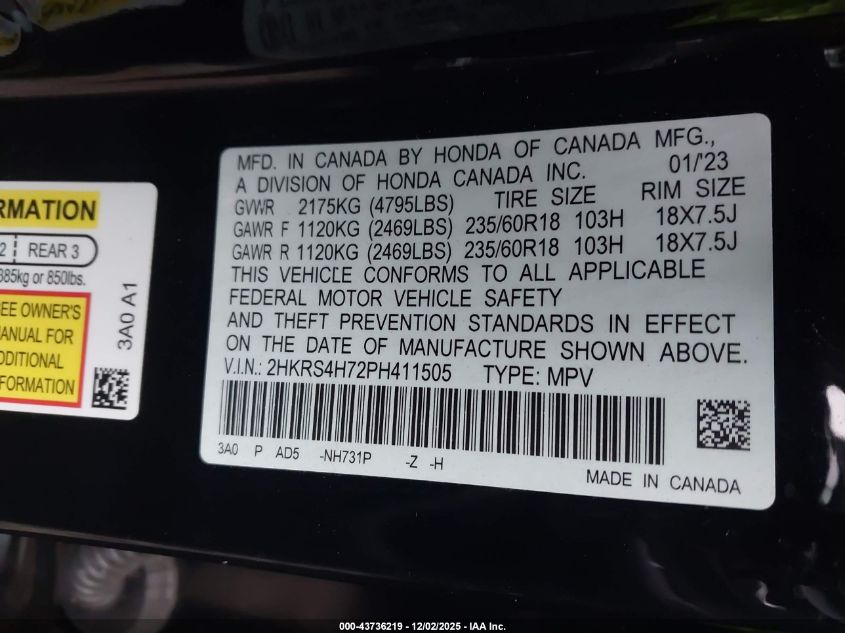 RMATION
2 REAR 3
385kg or 850lbs.
EE OWNER'S
MANUAL FOR
DDITIONAL
FORMATION
3A0 A1
MFD. IN CANADA BY HONDA OF CANADA MFG.,
A DIVISION OF HONDA CANADA INC. 01/'23
GVWR 2175KG (4795LBS) TIRE SIZE RIM SIZE
GAWR F 1120KG (2469LBS) 235/60R18 103H 18X7.5J
GAWR R 1120KG (2469LBS) 235/60R18 103H 18X7.5J
THIS VEHICLE CONFORMS TO ALL APPLICABLE
FEDERAL MOTOR VEHICLE SAFETY
AND THEFT PREVENTION STANDARDS IN EFFECT
ON THE DATE OF MANUFACTURE SHOWN ABOVE.
V.I.N.: 2HKRS4H72PH411505 TYPE: MPV
3A0 P AD5 -NH731P -Z -H
MADE IN CANADA
000-43736219 - 12/02/2025 - IAA Inc.